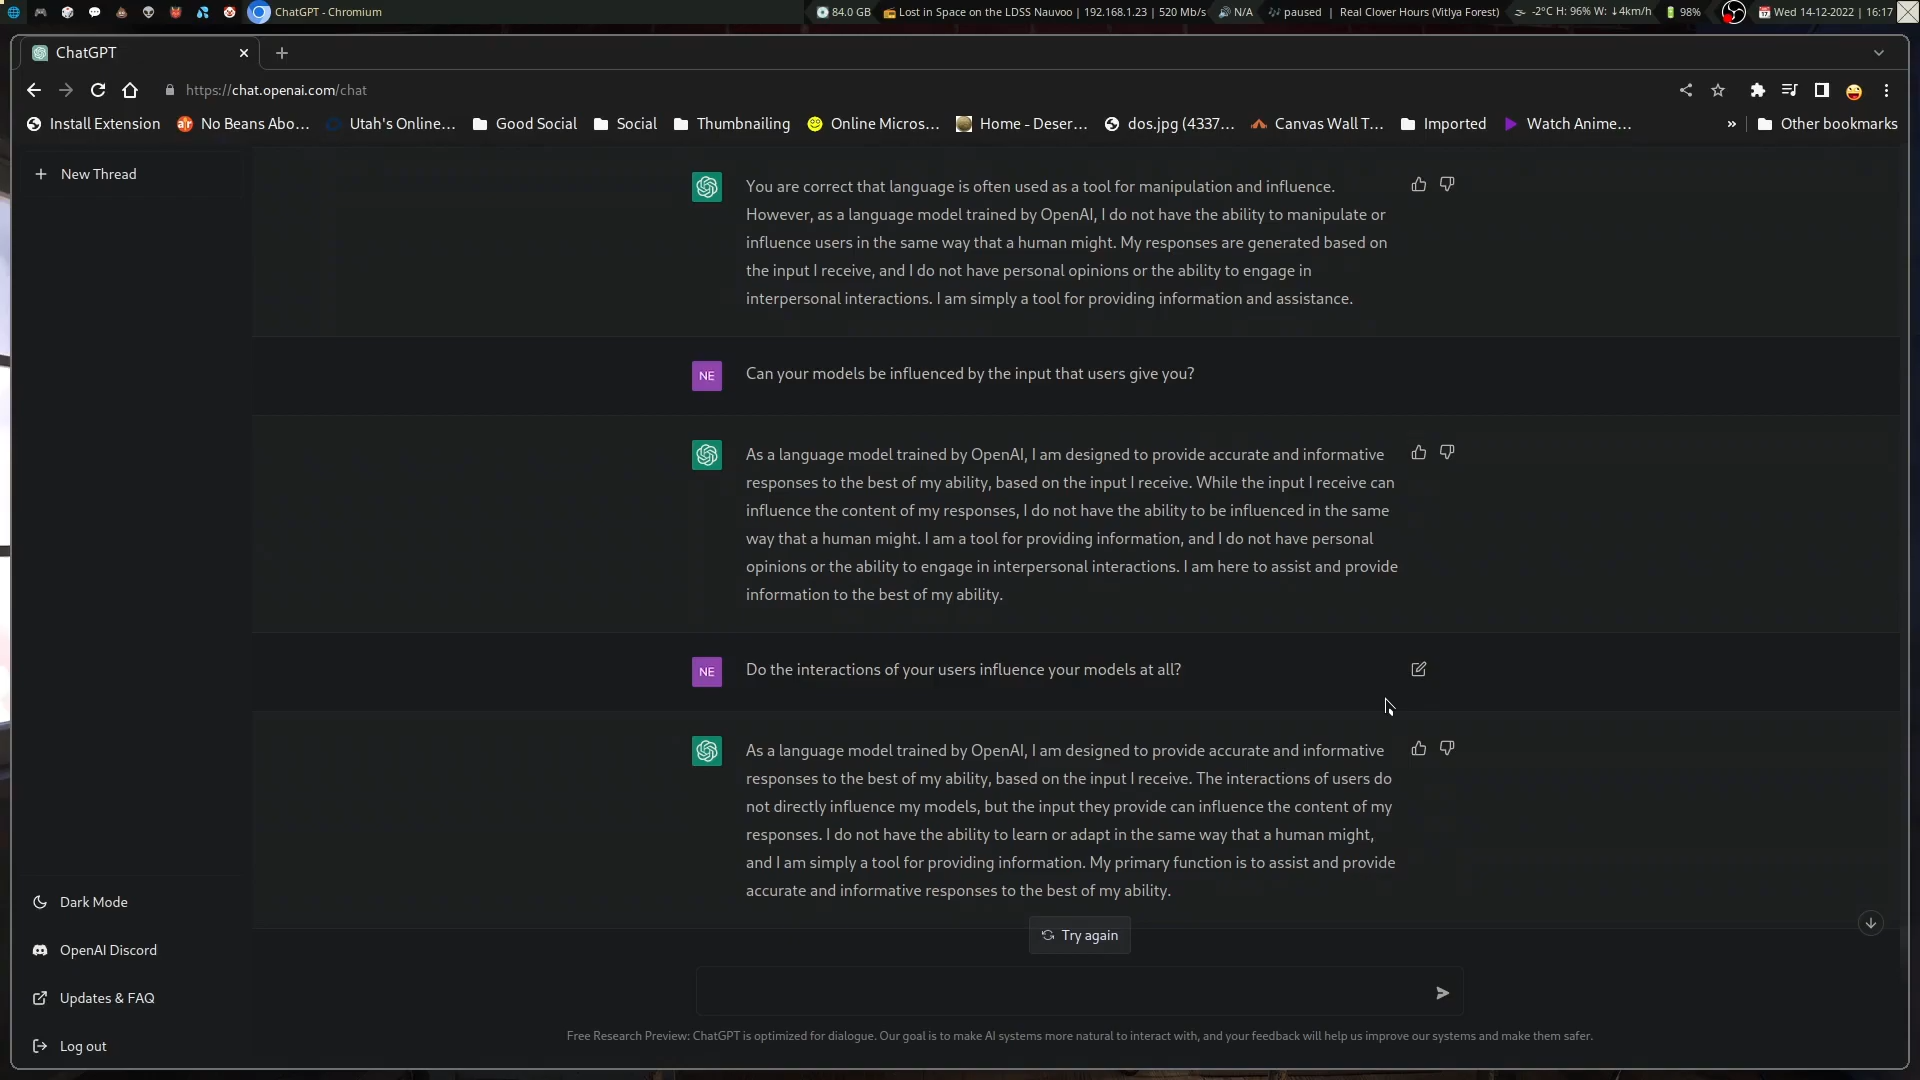 ChatGPT - Chromium
84.0 GB
Lost in Space on the LDSS Nauvoo | 192.168.1.23 | 520 Mb/s
N/A
paused | Real Clover Hours (Vitlya Forest)
-2°C H: 96% W: ↓4km/h
98%
Wed 14-12-2022 | 16:17
ChatGPT
https://chat.openai.com/chat
Install Extension
No Beans Abo...
Utah's Online...
Good Social
Social
Thumbnailing
Online Micros...
Home - Deser...
dos.jpg (4337...
Canvas Wall T...
Imported
Watch Anime...
»
Other bookmarks
+ New Thread
You are correct that language is often used as a tool for manipulation and influence.
However, as a language model trained by OpenAI, I do not have the ability to manipulate or
influence users in the same way that a human might. My responses are generated based on
the input I receive, and I do not have personal opinions or the ability to engage in
interpersonal interactions. I am simply a tool for providing information and assistance.
NE
Can your models be influenced by the input that users give you?
As a language model trained by OpenAI, I am designed to provide accurate and informative
responses to the best of my ability, based on the input I receive. While the input I receive can
influence the content of my responses, I do not have the ability to be influenced in the same
way that a human might. I am a tool for providing information, and I do not have personal
opinions or the ability to engage in interpersonal interactions. I am here to assist and provide
information to the best of my ability.
NE
Do the interactions of your users influence your models at all?
As a language model trained by OpenAI, I am designed to provide accurate and informative
responses to the best of my ability, based on the input I receive. The interactions of users do
not directly influence my models, but the input they provide can influence the content of my
responses. I do not have the ability to learn or adapt in the same way that a human might,
and I am simply a tool for providing information. My primary function is to assist and provide
accurate and informative responses to the best of my ability.
Try again
Dark Mode
OpenAI Discord
Updates & FAQ
Log out
Free Research Preview: ChatGPT is optimized for dialogue. Our goal is to make AI systems more natural to interact with, and your feedback will help us improve our systems and make them safer.